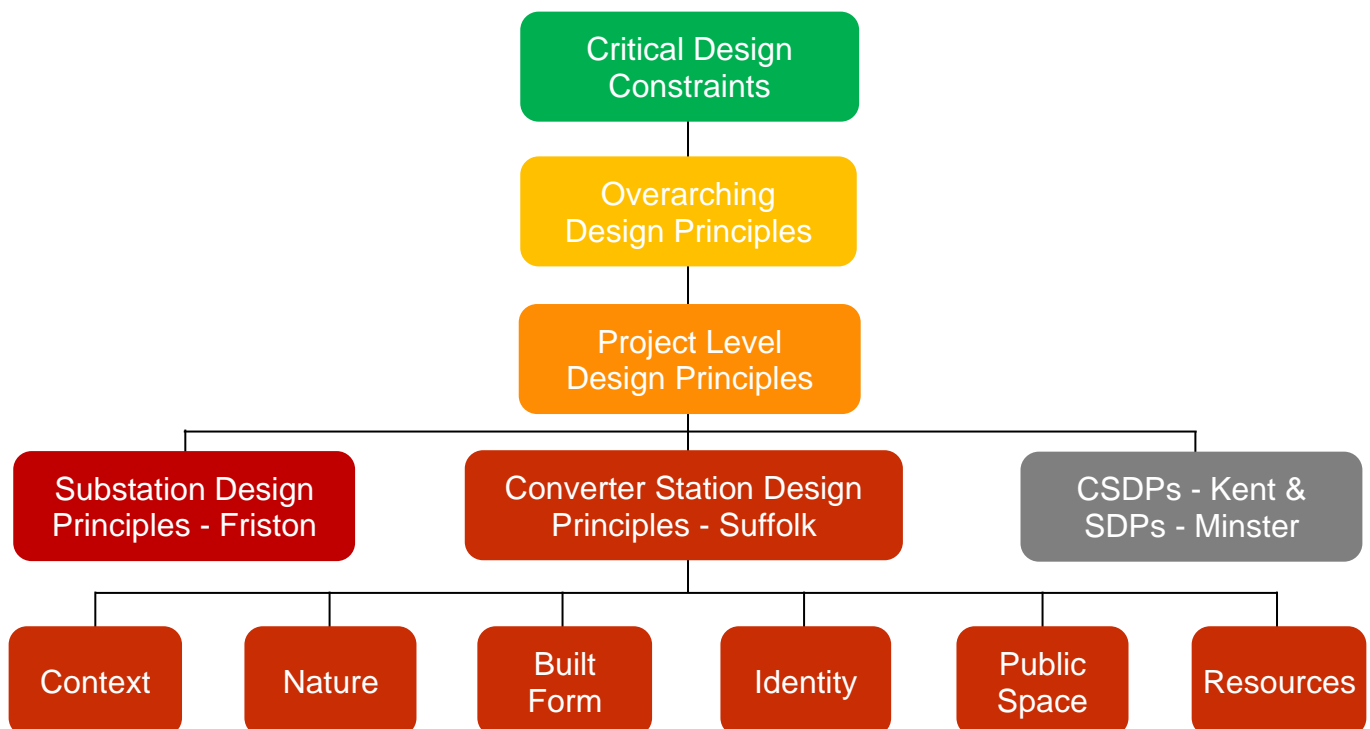 Critical Design
Constraints
Overarching
Design Principles
Project Level
Design Principles
Substation Design
Principles - Friston
Converter Station Design
Principles - Suffolk
CSDPs - Kent &
SDPs - Minster
Context
Nature
Built
Form
Identity
Public
Space
Resources